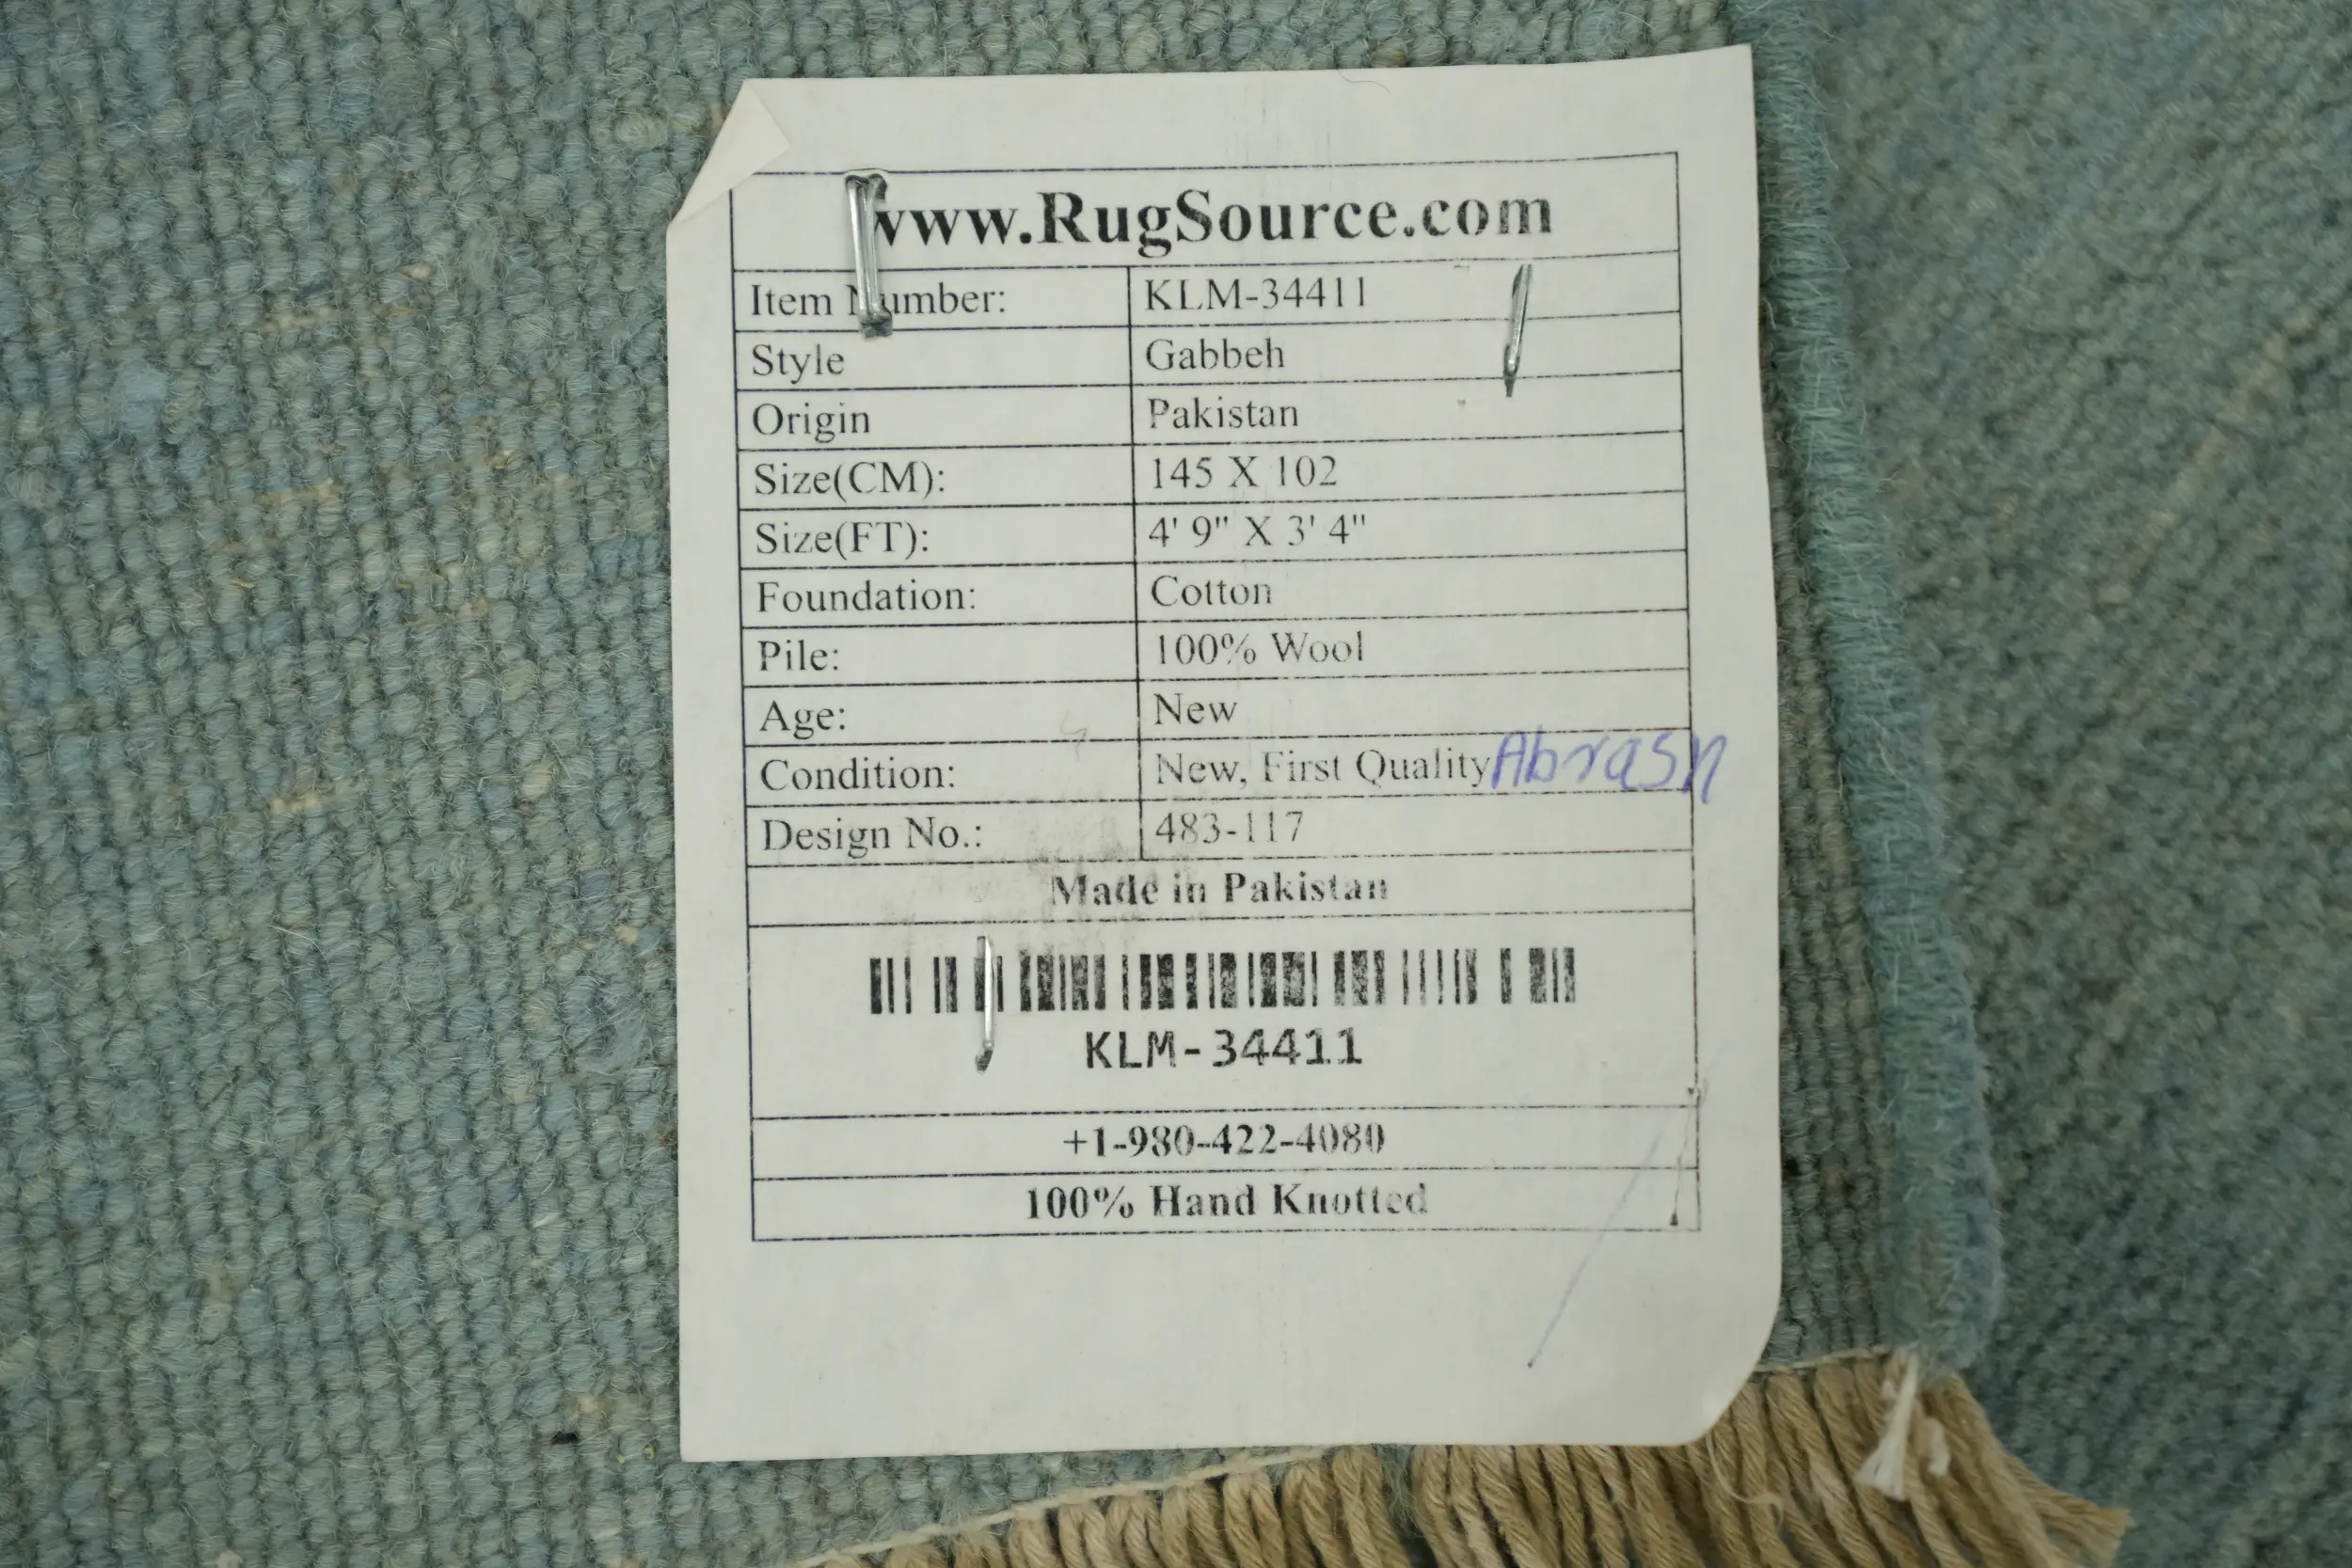 www.RugSource.com
Item Number: KLM-34411
Style Gabbeh
Origin Pakistan
Size(CM): 145 X 102
Size(FT): 4' 9" X 3' 4"
Foundation: Cotton
Pile: 100% Wool
Age: New
Condition: New, First Quality Abrash
Design No.: 483-117
Made in Pakistan
KLM-34411
+1-980-422-4080
100% Hand Knotted